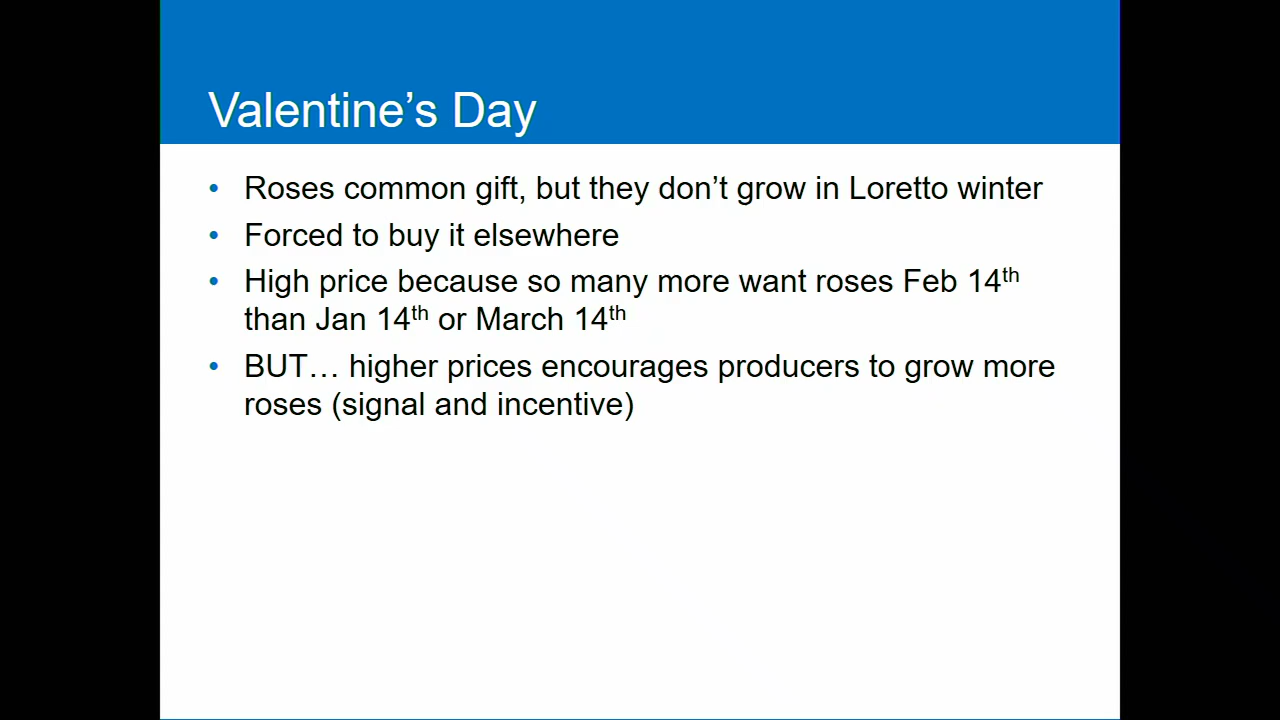 Valentine’s Day
• Roses common gift, but they don’t grow in Loretto winter
• Forced to buy it elsewhere
• High price because so many more want roses Feb 14th
than Jan 14th or March 14th
• BUT… higher prices encourages producers to grow more
roses (signal and incentive)